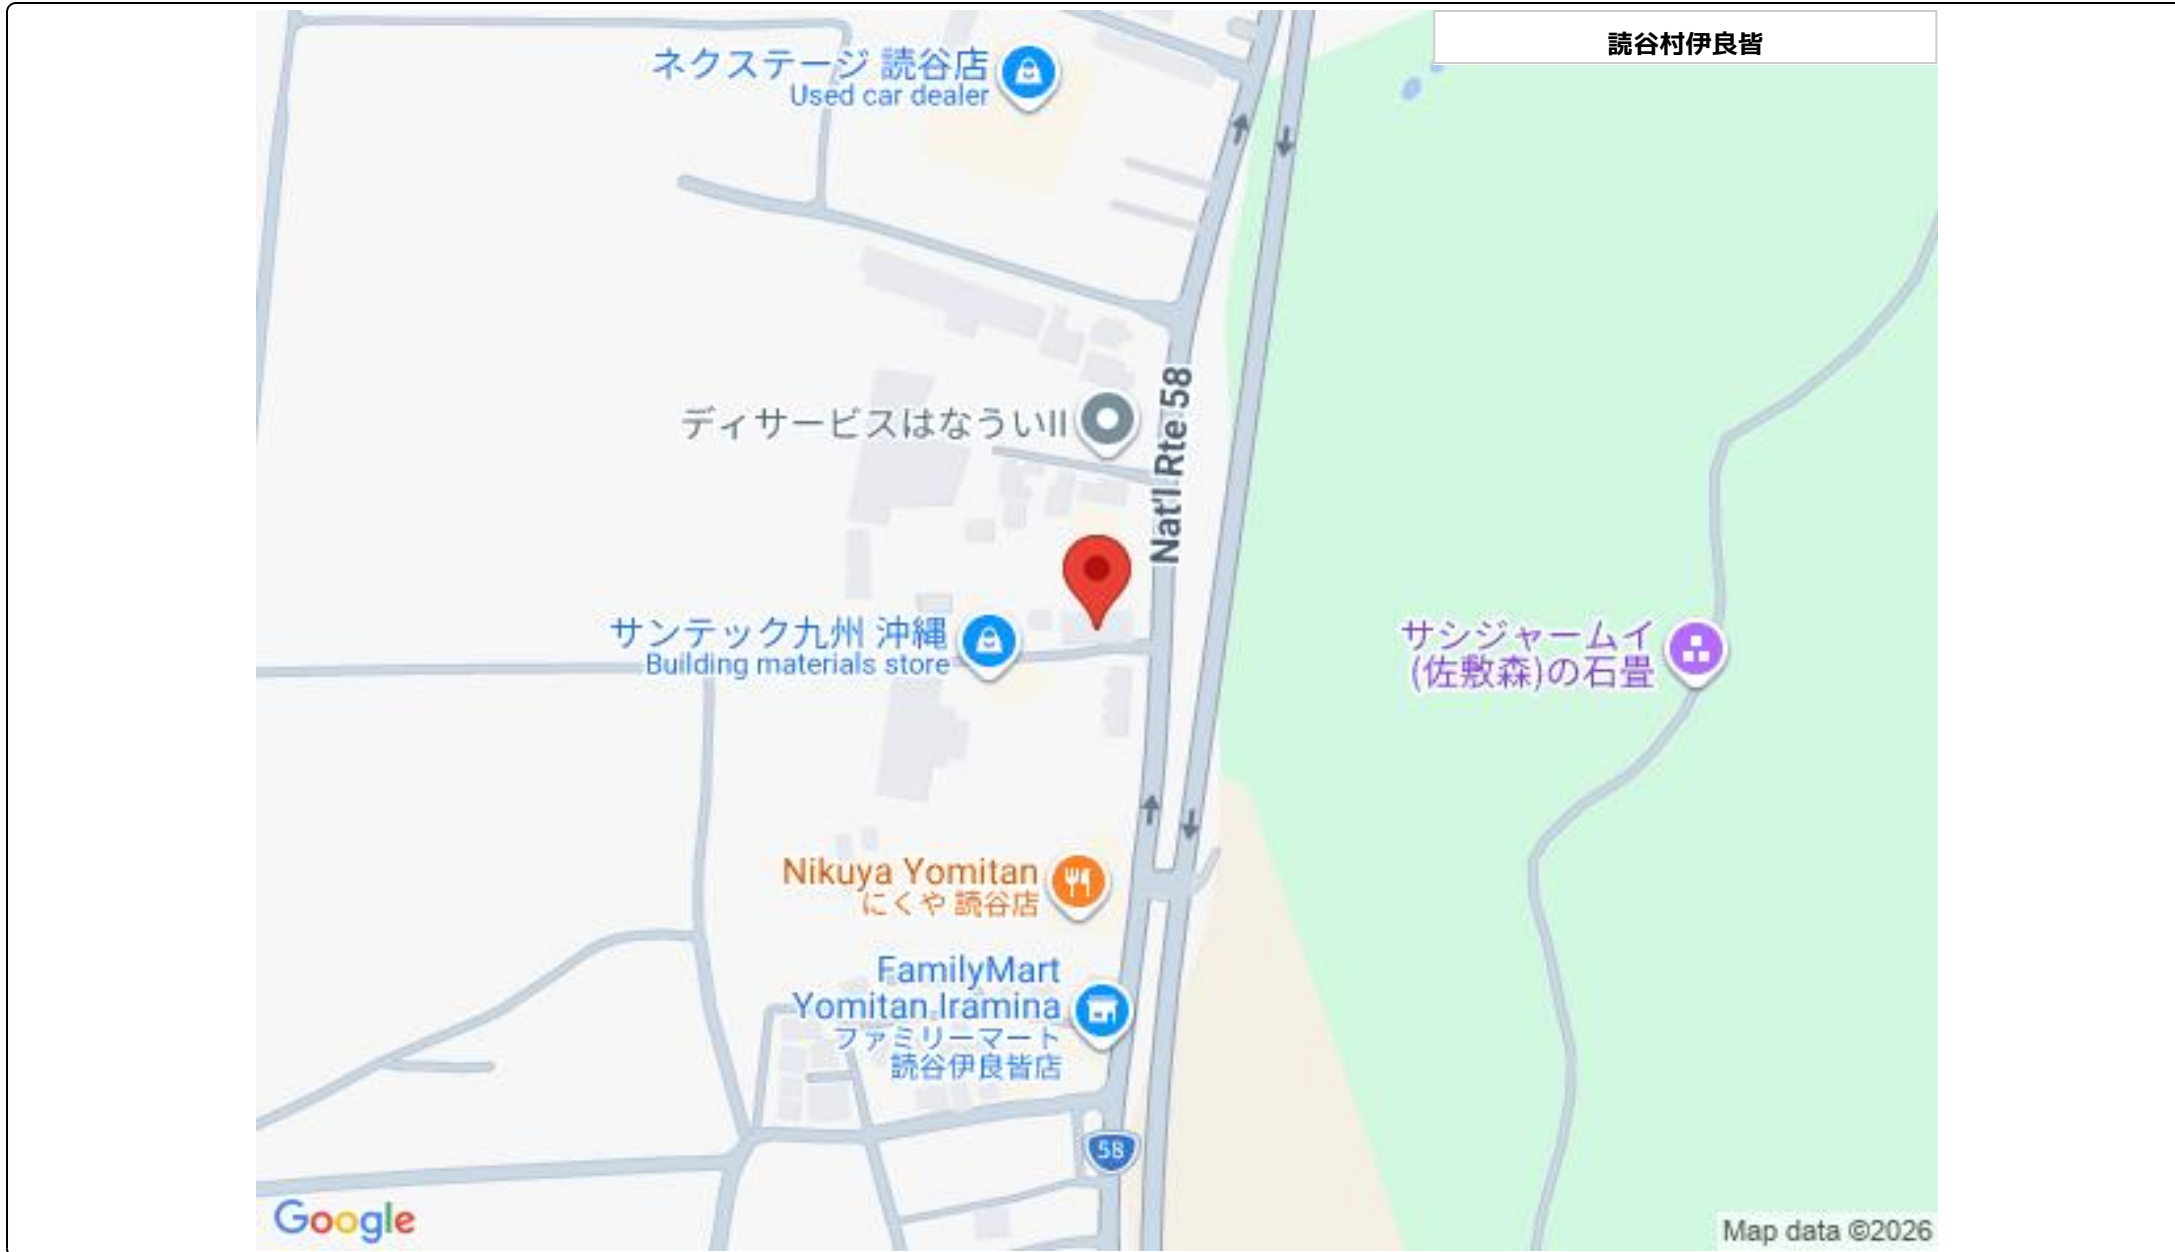 読谷村伊良皆
ネクステージ 読谷店
Used car dealer
Nat'l Rte 58
ディサービスはなういII
サンテック九州 沖縄
Building materials store
サシジャームイ
(佐敷森)の石畳
Nikuya Yomitan
にくや 読谷店
FamilyMart
Yomitan Iramina
ファミリーマート
読谷伊良皆店
58
Google
Map data ©2026